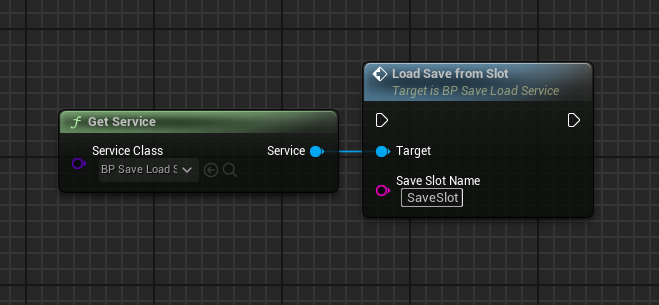 Get Service
Service Class
BP Save Load S
Service
Load Save from Slot
Target is BP Save Load Service
Target
Save Slot Name
SaveSlot